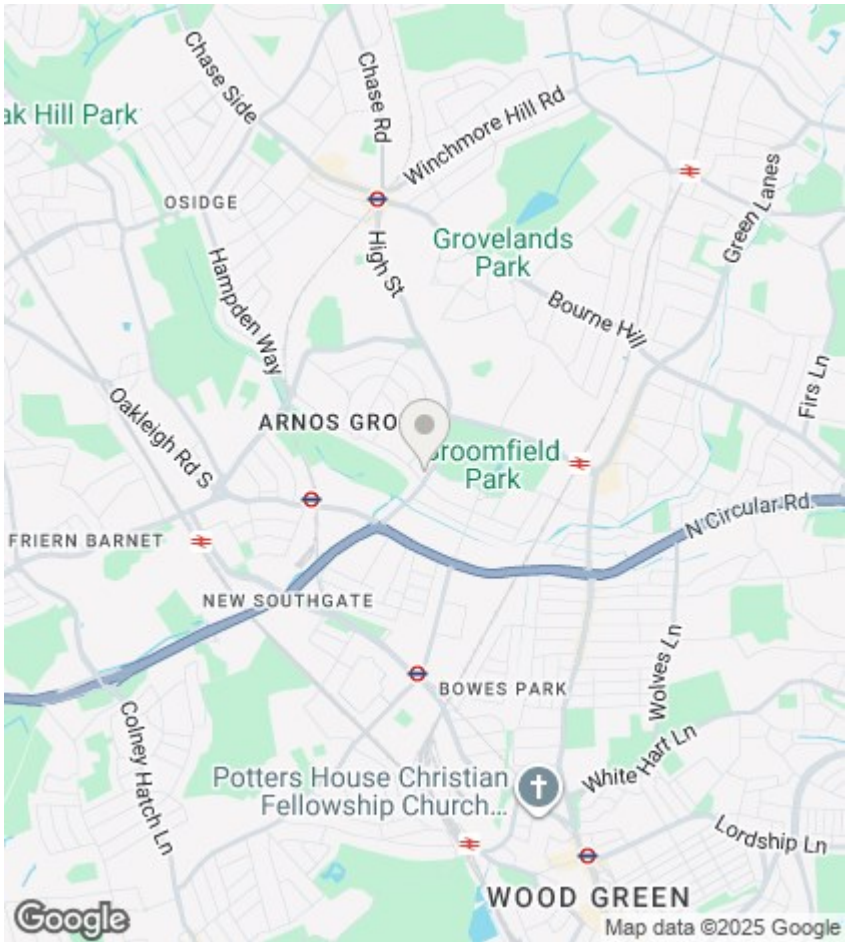 Chase Side
Chase Rd
ak Hill Park
Winchmore Hill Rd
OSIDGE
Green Lanes
High St
Grovelands
Park
Hampden Way
Bourne Hill
Firs Ln
Oakleigh Rd S
ARNOS GRO
roomfield
Park
N Circular Rd.
FRIERN BARNET
NEW SOUTHGATE
Wolves Ln
BOWES PARK
Colney Hatch Ln
White Hart Ln
Potters House Christian
Fellowship Church...
Lordship Ln
WOOD GREEN
Google
Map data ©2025 Google